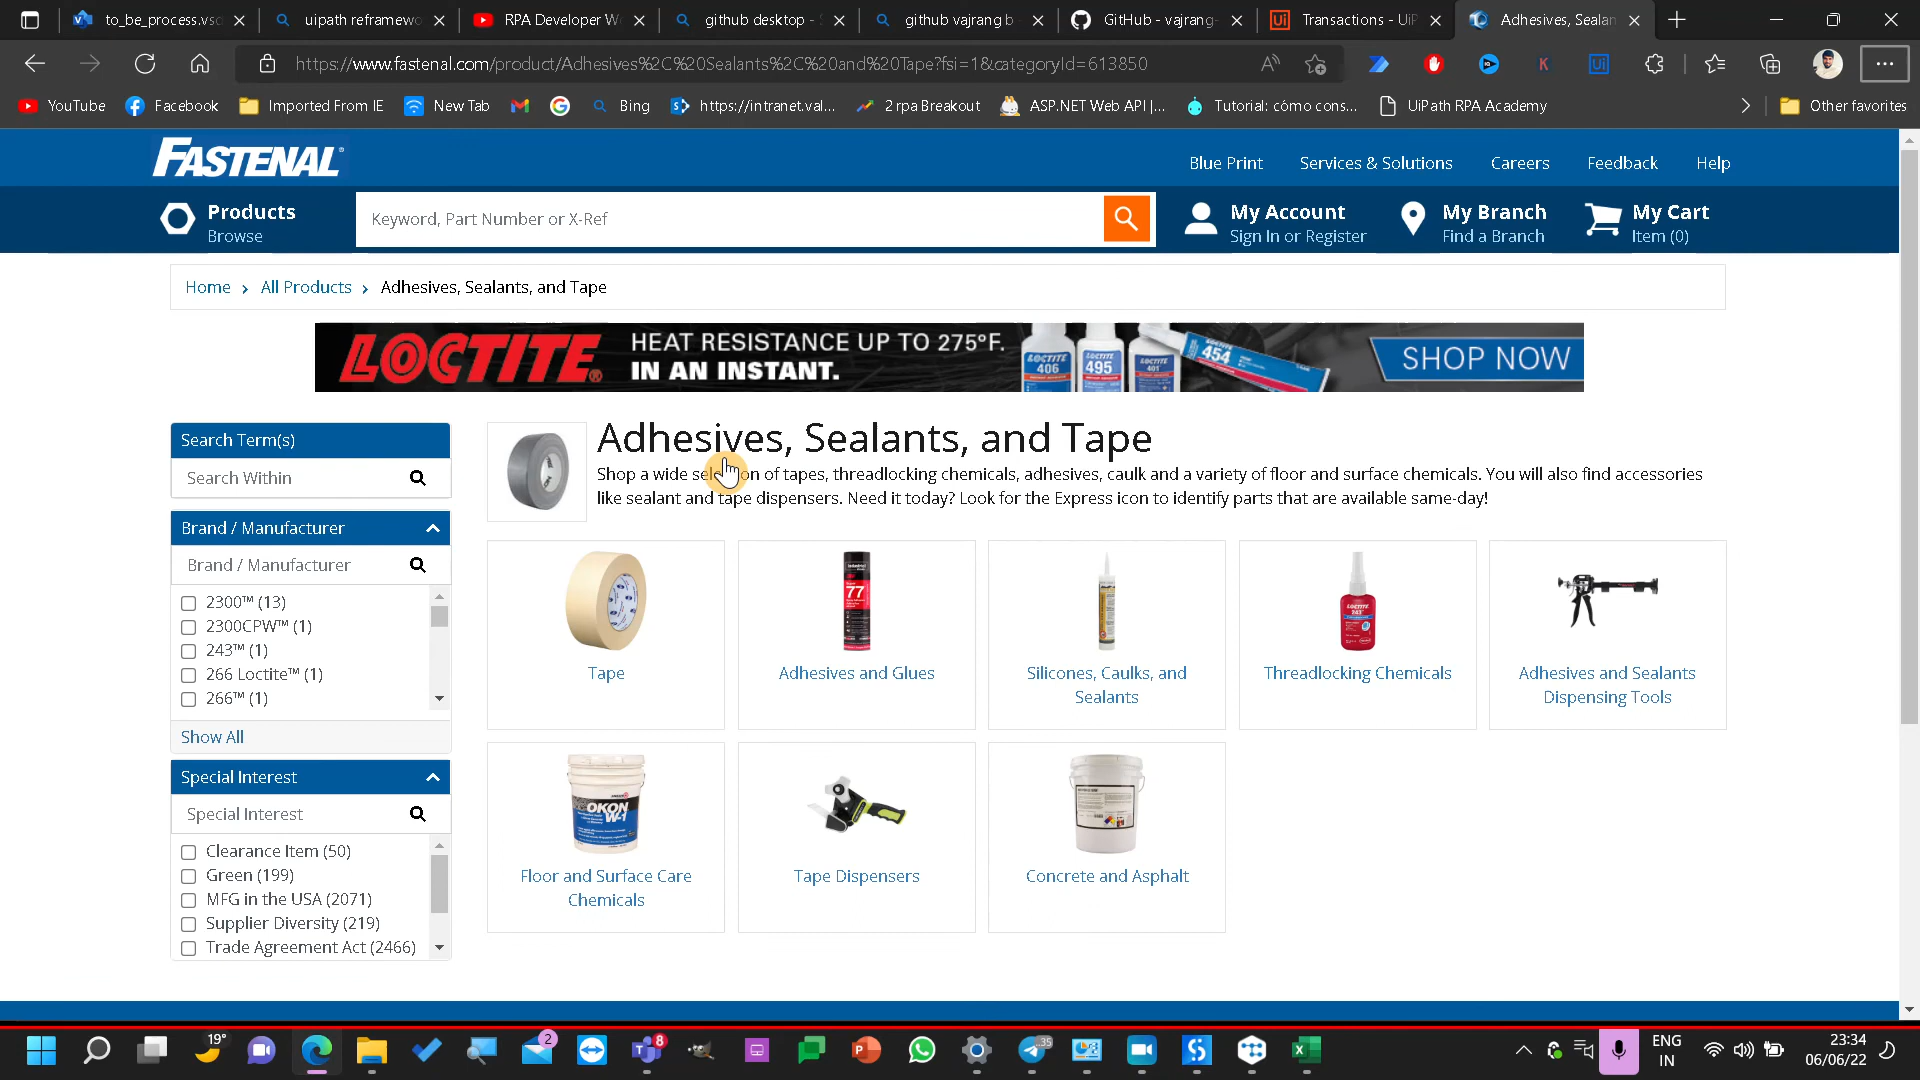 to_be_process.vsd
uipath reframewo
RPA Developer W
github desktop -
github vajrang b
GitHub - vajrang-
Transactions - UiP
Adhesives, Sealan
https://www.fastenal.com/product/Adhesives%2C%20Sealants%2C%20and%20Tape?fsi=1&categoryId=613850
YouTube
Facebook
Imported From IE
New Tab
Bing
https://intranet.val...
2 rpa Breakout
ASP.NET Web API |...
Tutorial: cómo cons...
UiPath RPA Academy
Other favorites
FASTENAL
Blue Print
Services & Solutions
Careers
Feedback
Help
Products
Browse
Keyword, Part Number or X-Ref
My Account
Sign In or Register
My Branch
Find a Branch
My Cart
Item (0)
Home > All Products > Adhesives, Sealants, and Tape
LOCTITE®
HEAT RESISTANCE UP TO 275°F.
IN AN INSTANT.
LOCTITE 406
LOCTITE 495
LOCTITE 401
454
SHOP NOW
Search Term(s)
Search Within
Brand / Manufacturer
Brand / Manufacturer
2300™ (13)
2300CPW™ (1)
243™ (1)
266 Loctite™ (1)
266™ (1)
Show All
Special Interest
Special Interest
Clearance Item (50)
Green (199)
MFG in the USA (2071)
Supplier Diversity (219)
Trade Agreement Act (2466)
Adhesives, Sealants, and Tape
Shop a wide selection of tapes, threadlocking chemicals, adhesives, caulk and a variety of floor and surface chemicals. You will also find accessories
like sealant and tape dispensers. Need it today? Look for the Express icon to identify parts that are available same-day!
77
LOCTITE
243
Tape
Adhesives and Glues
Silicones, Caulks, and
Sealants
Threadlocking Chemicals
Adhesives and Sealants
Dispensing Tools
OKON
W-1
Floor and Surface Care
Chemicals
Tape Dispensers
Concrete and Asphalt
19°
2
8
35
ENG
IN
23:34
06/06/22